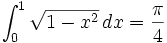 ∫₀¹ √(1 − x²) dx = π/4